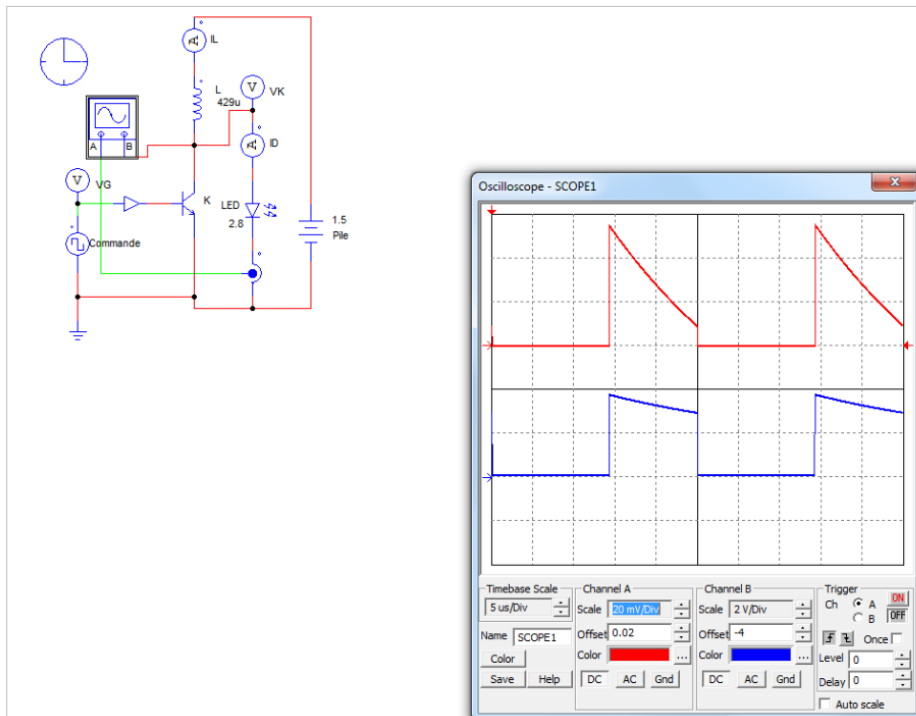 IL
L
429u
V
VK
A
B
A
ID
V
VG
K
LED
2.8
1.5
Pile
Commande
Oscilloscope - SCOPE1
Timebase Scale
5 us/Div
Name
SCOPE1
Color
Save
Help
Channel A
Scale
20 mV/Div
Offset
0.02
Color
...
DC
AC
Gnd
Channel B
Scale
2 V/Div
Offset
-4
Color
...
DC
AC
Gnd
Trigger
Ch
A
B
ON
OFF
Once
Level
0
Delay
0
Auto scale